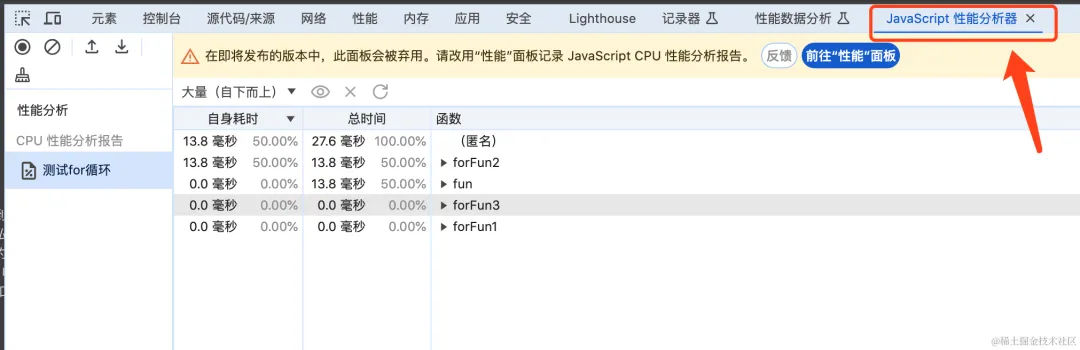 元素 控制台 源代码/来源 网络 性能 内存 应用 安全 Lighthouse 记录器 性能数据分析 JavaScript 性能分析器 ×
在即将发布的版本中，此面板会被弃用。请改用“性能”面板记录 JavaScript CPU 性能分析报告。 反馈 前往“性能”面板
大量（自下而上） ▼
性能分析
CPU 性能分析报告
测试for循环
自身耗时 ▼ 总时间 函数
13.8 毫秒 50.00% 27.6 毫秒 100.00% （匿名）
13.8 毫秒 50.00% 13.8 毫秒 50.00% ▶ forFun2
0.0 毫秒 0.00% 13.8 毫秒 50.00% ▶ fun
0.0 毫秒 0.00% 0.0 毫秒 0.00% ▶ forFun3
0.0 毫秒 0.00% 0.0 毫秒 0.00% ▶ forFun1
@稀土掘金技术社区